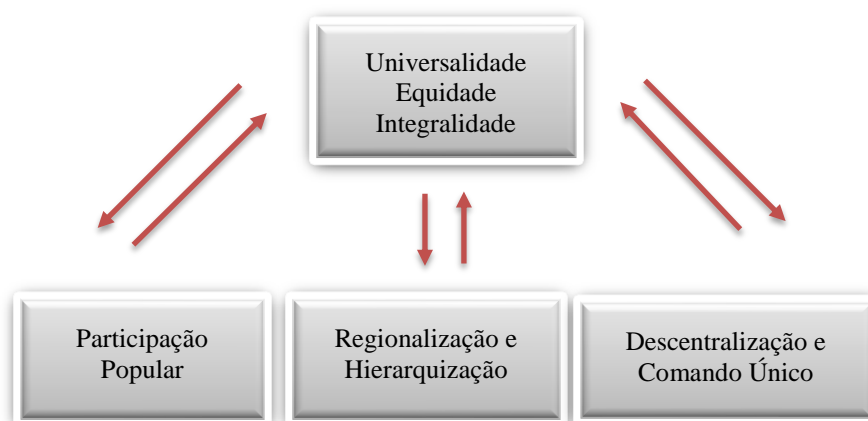 Universalidade
Equidade
Integralidade
Participação
Popular
Regionalização e
Hierarquização
Descentralização e
Comando Único